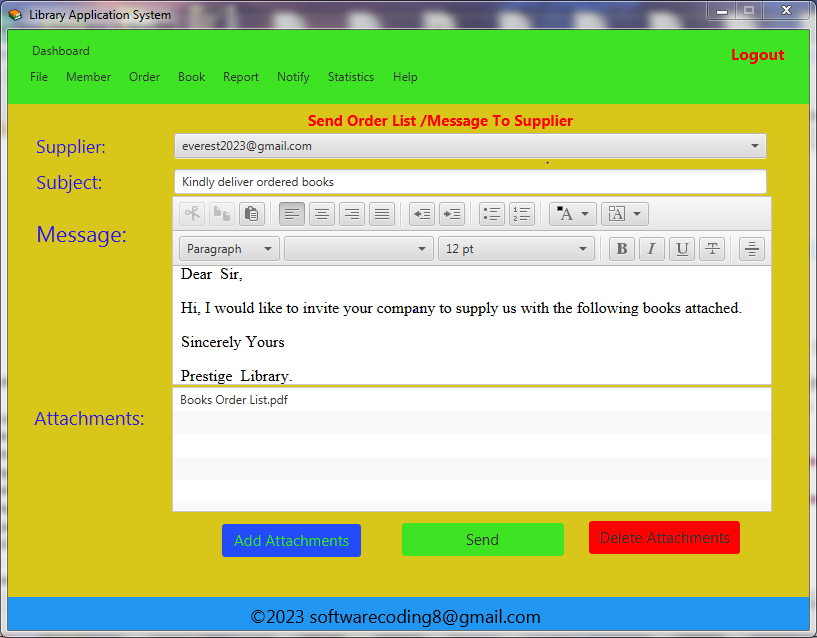 Library Application System
Dashboard
Logout
File Member Order Book Report Notify Statistics Help
Send Order List /Message To Supplier
Supplier:
everest2023@gmail.com
Subject:
Kindly deliver ordered books
Message:
A A
Paragraph 12 pt B I U T
Dear Sir,
Hi, I would like to invite your company to supply us with the following books attached.
Sincerely Yours
Prestige Library.
Attachments:
Books Order List.pdf
Add Attachments Send Delete Attachments
©2023 softwarecoding8@gmail.com